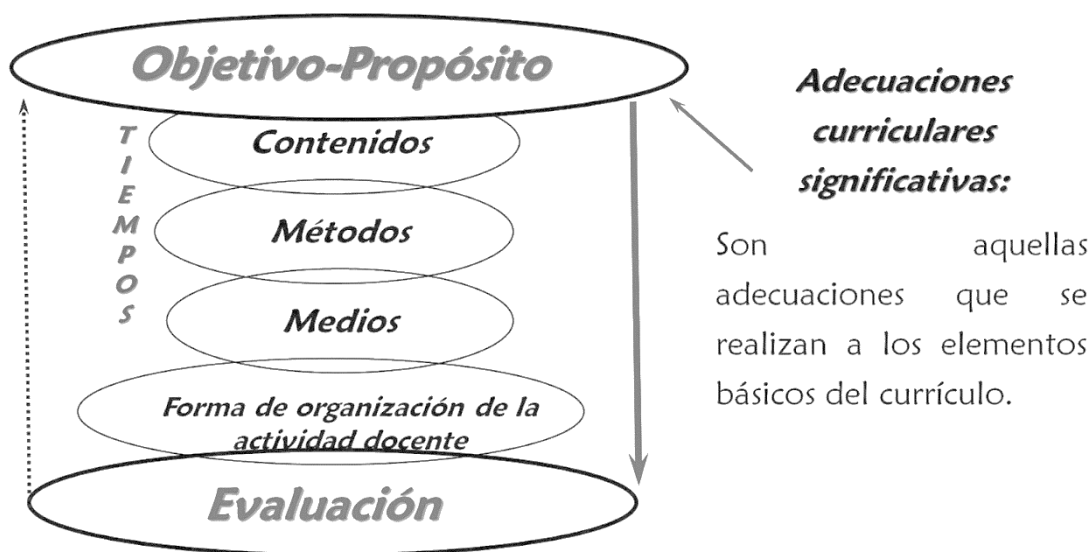 Objetivo-Propósito
TIEMPOS
Contenidos
Métodos
Medios
Forma de organización de la
actividad docente
Evaluación
Adecuaciones
curriculares
significativas:
Son aquellas
adecuaciones que se
realizan a los elementos
básicos del currículo.